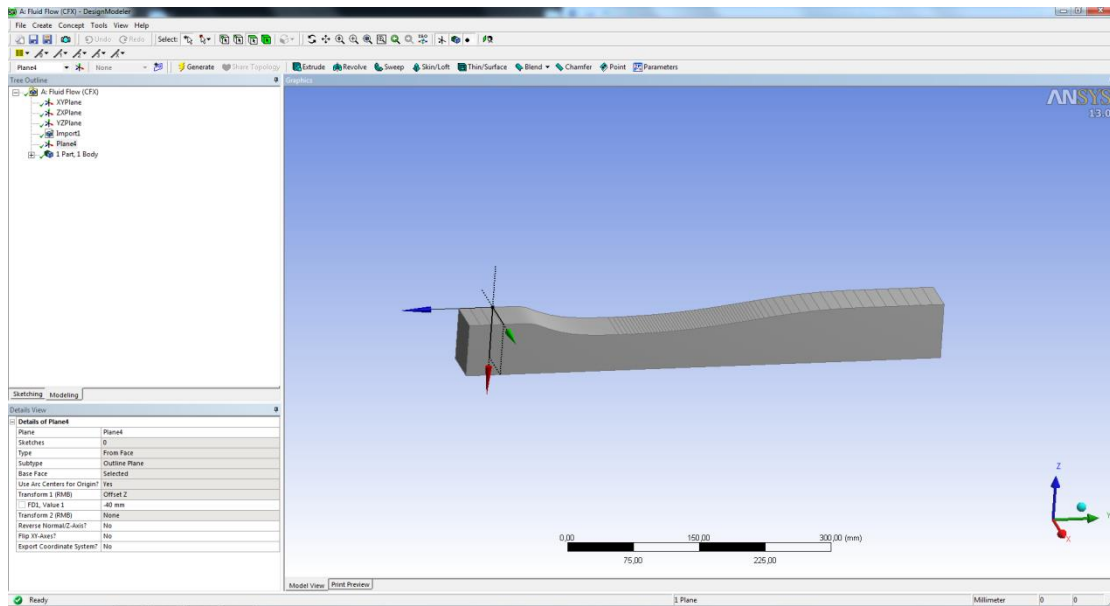 A: Fluid Flow (CFX) - DesignModeler
File Create Concept Tools View Help
Undo Redo Select:
Plane4 None Generate Share Topology Extrude Revolve Sweep Skin/Loft Thin/Surface Blend Chamfer Point Parameters
Tree Outline
Graphics
A: Fluid Flow (CFX)
XYPlane
ZXPlane
YZPlane
Import1
Plane4
1 Part, 1 Body
ANSYS
13.0
Sketching Modeling
Details View
Details of Plane4
Plane Plane4
Sketches 0
Type From Face
Subtype Outline Plane
Base Face Selected
Use Arc Centers for Origin? Yes
Transform 1 (RMB) Offset Z
FD1, Value 1 -40 mm
Transform 2 (RMB) None
Reverse Normal/Z-Axis? No
Flip XY-Axes? No
Export Coordinate System? No
Z
Y
X
0,00 150,00 300,00 (mm)
75,00 225,00
Model View Print Preview
Ready 1 Plane Millimeter 0 0